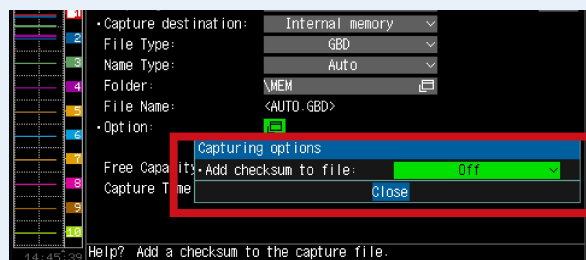 1
·Capture destination: Internal memory
2 File Type: GBD
Name Type: Auto
3
4 Folder: \MEM
5 File Name: <AUTO.GBD>
6 ·Option:
Capturing options
7 Free Capacity ·Add checksum to file: Off
8 Capture Time Close
9
10
14:45:39 Help? Add a checksum to the capture file.